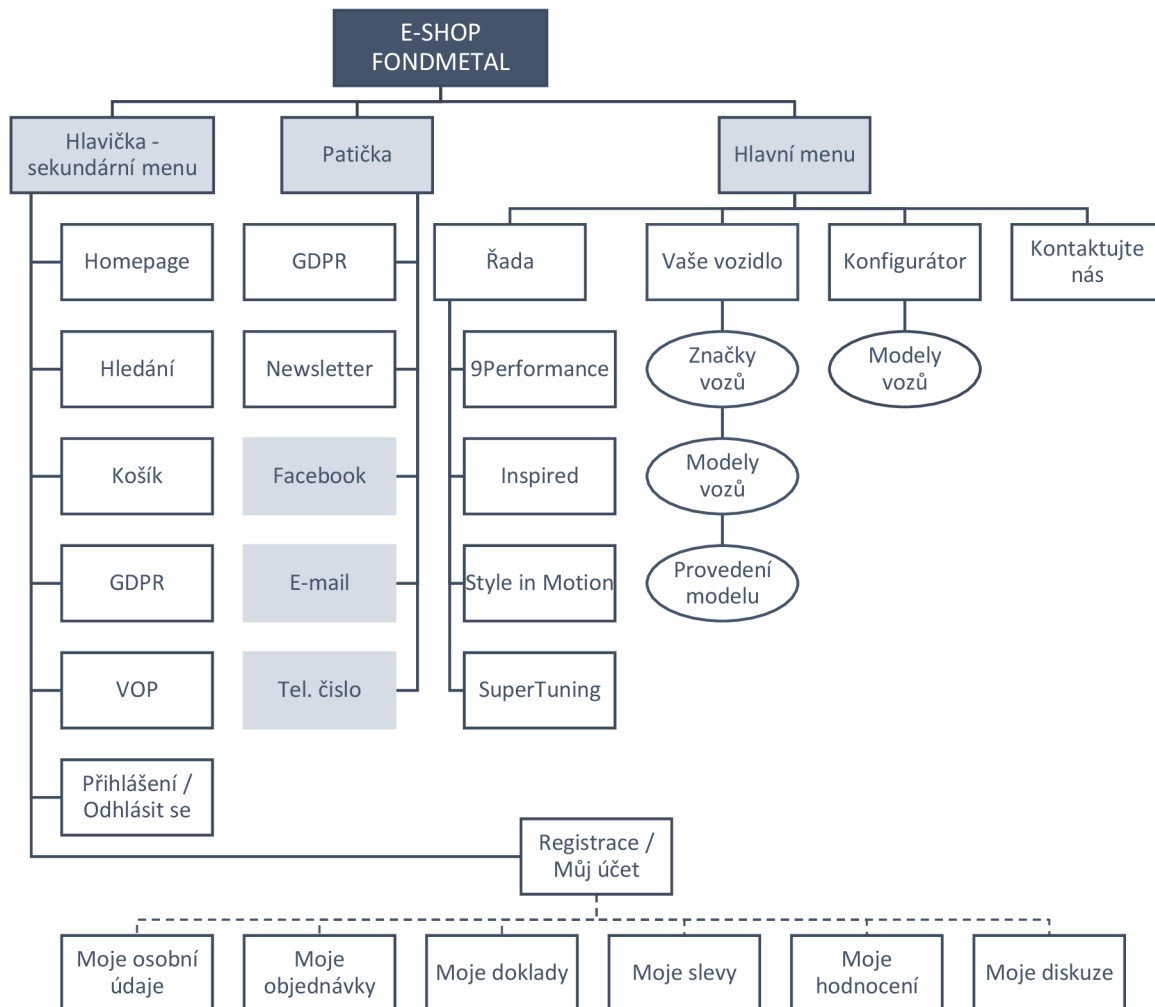 E-SHOP
FONDMETAL
Hlavička -
sekundární menu
Patička
Hlavní menu
Homepage
GDPR
Řada
Vaše vozidlo
Konfigurátor
Kontaktujte
nás
Hledání
Newsletter
9Performance
Značky
vozů
Modely
vozů
Košík
Facebook
Inspired
Modely
vozů
GDPR
E-mail
Style in Motion
Provedení
modelu
VOP
Tel. čislo
SuperTuning
Přihlášení /
Odhlásit se
Registrace /
Můj účet
Moje osobní
údaje
Moje
objednávky
Moje doklady
Moje slevy
Moje
hodnocení
Moje diskuze